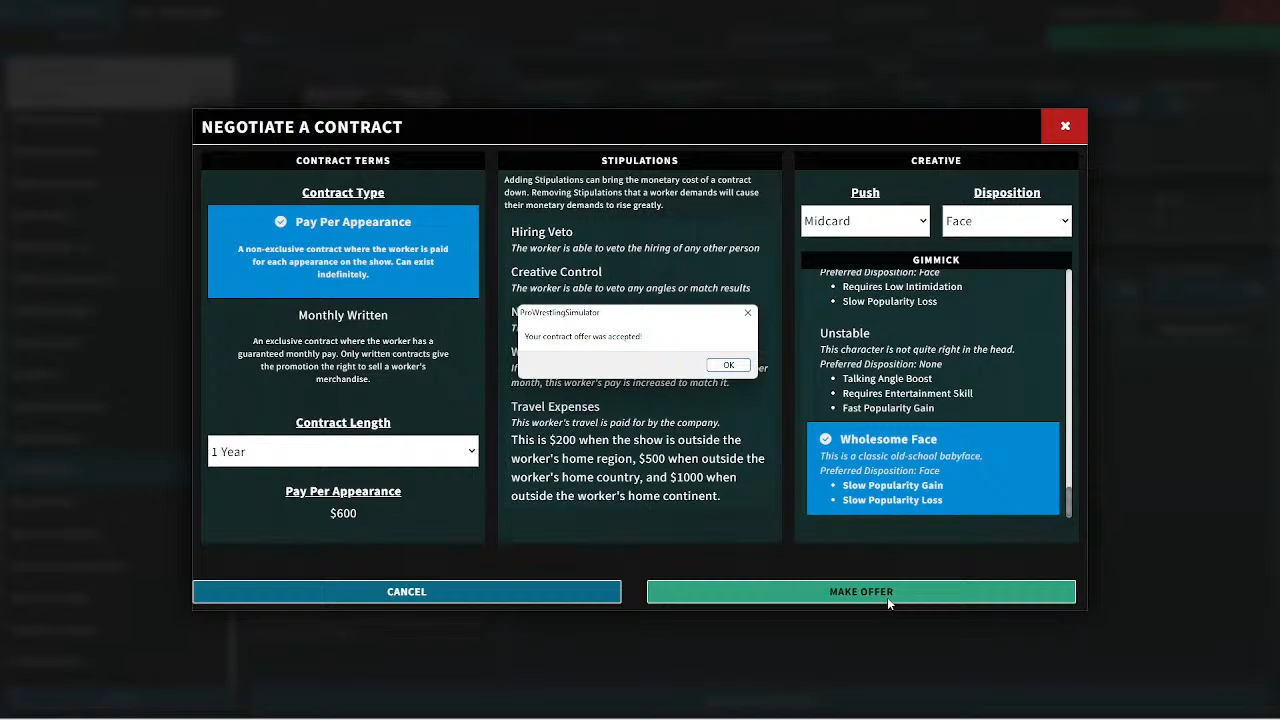 NEGOTIATE A CONTRACT
CONTRACT TERMS
Contract Type
Pay Per Appearance
A non-exclusive contract where the worker is paid
for each appearance on the show. Can exist
indefinitely.
Monthly Written
An exclusive contract where the worker has a
guaranteed monthly pay. Only written contracts give
the promotion the right to sell a worker's
merchandise.
Contract Length
1 Year
Pay Per Appearance
$600
STIPULATIONS
Adding Stipulations can bring the monetary cost of a contract
down. Removing Stipulations that a worker demands will cause
their monetary demands to rise greatly.
Hiring Veto
The worker is able to veto the hiring of any other person
Creative Control
The worker is able to veto any angles or match results
ProWrestlingSimulator
Your contract offer was accepted!
OK
month, this worker's pay is increased to match it.
Travel Expenses
This worker's travel is paid for by the company.
This is $200 when the show is outside the
worker's home region, $500 when outside the
worker's home country, and $1000 when
outside the worker's home continent.
CREATIVE
Push
Disposition
Midcard
Face
GIMMICK
Preferred Disposition: Face
Requires Low Intimidation
Slow Popularity Loss
Unstable
This character is not quite right in the head.
Preferred Disposition: None
Talking Angle Boost
Requires Entertainment Skill
Fast Popularity Gain
Wholesome Face
This is a classic old-school babyface.
Preferred Disposition: Face
Slow Popularity Gain
Slow Popularity Loss
CANCEL
MAKE OFFER